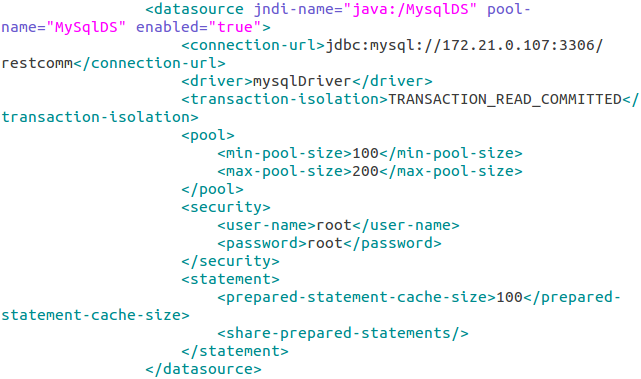 <datasource jndi-name="java:/MysqlDS" pool-
name="MySqlDS" enabled="true">
<connection-url>jdbc:mysql://172.21.0.107:3306/
restcomm</connection-url>
<driver>mysqlDriver</driver>
<transaction-isolation>TRANSACTION_READ_COMMITTED</
transaction-isolation>
<pool>
<min-pool-size>100</min-pool-size>
<max-pool-size>200</max-pool-size>
</pool>
<security>
<user-name>root</user-name>
<password>root</password>
</security>
<statement>
<prepared-statement-cache-size>100</prepared-
statement-cache-size>
<share-prepared-statements/>
</statement>
</datasource>